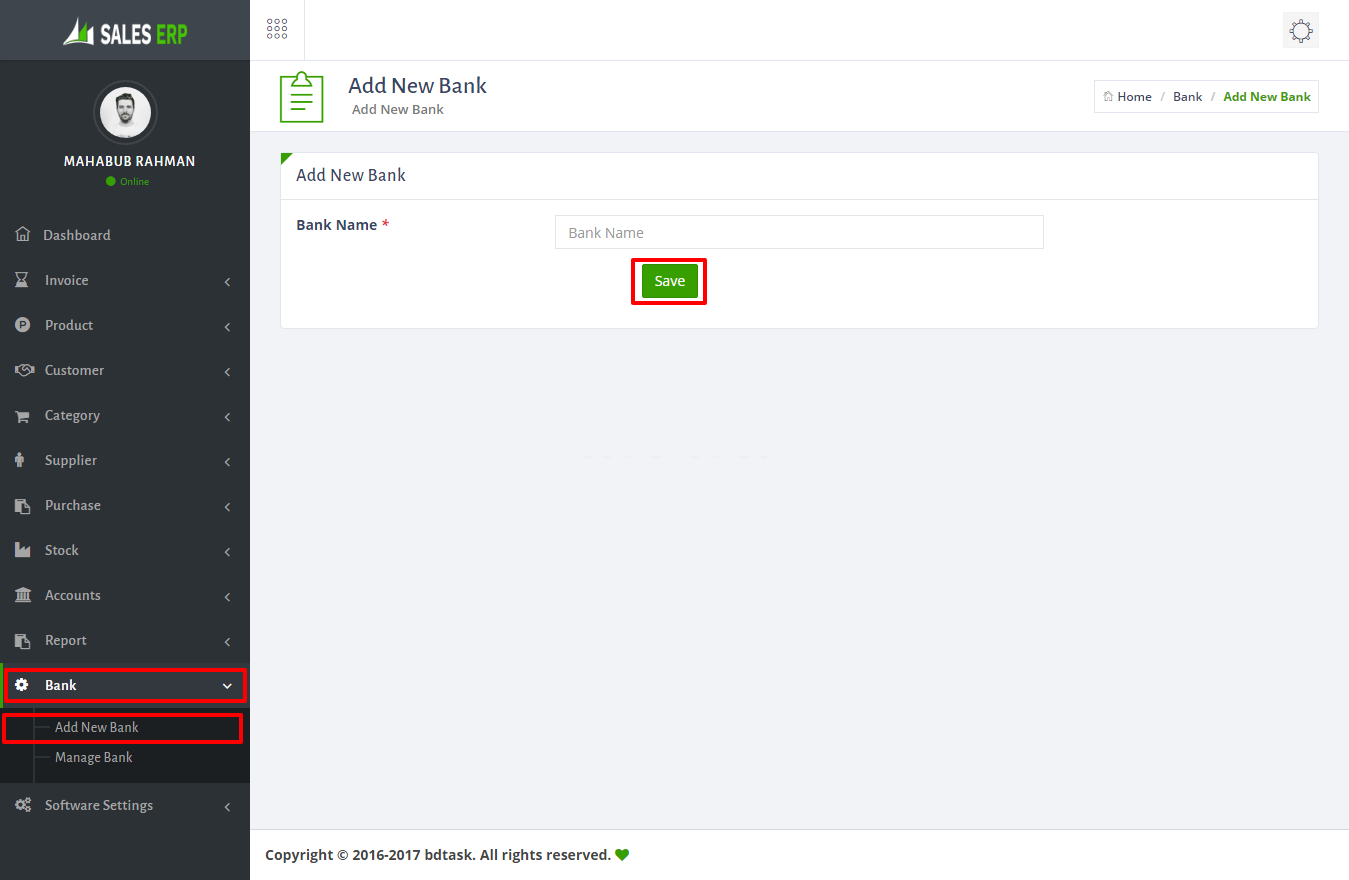 SALES ERP
MAHABUB RAHMAN
Online
Dashboard
Invoice
P Product
Customer
Category
Supplier
Purchase
Stock
Accounts
Report
Bank
Add New Bank
Manage Bank
Software Settings
Add New Bank
Add New Bank
Home / Bank / Add New Bank
Add New Bank
Bank Name *
Bank Name
Save
Copyright © 2016-2017 bdtask. All rights reserved.